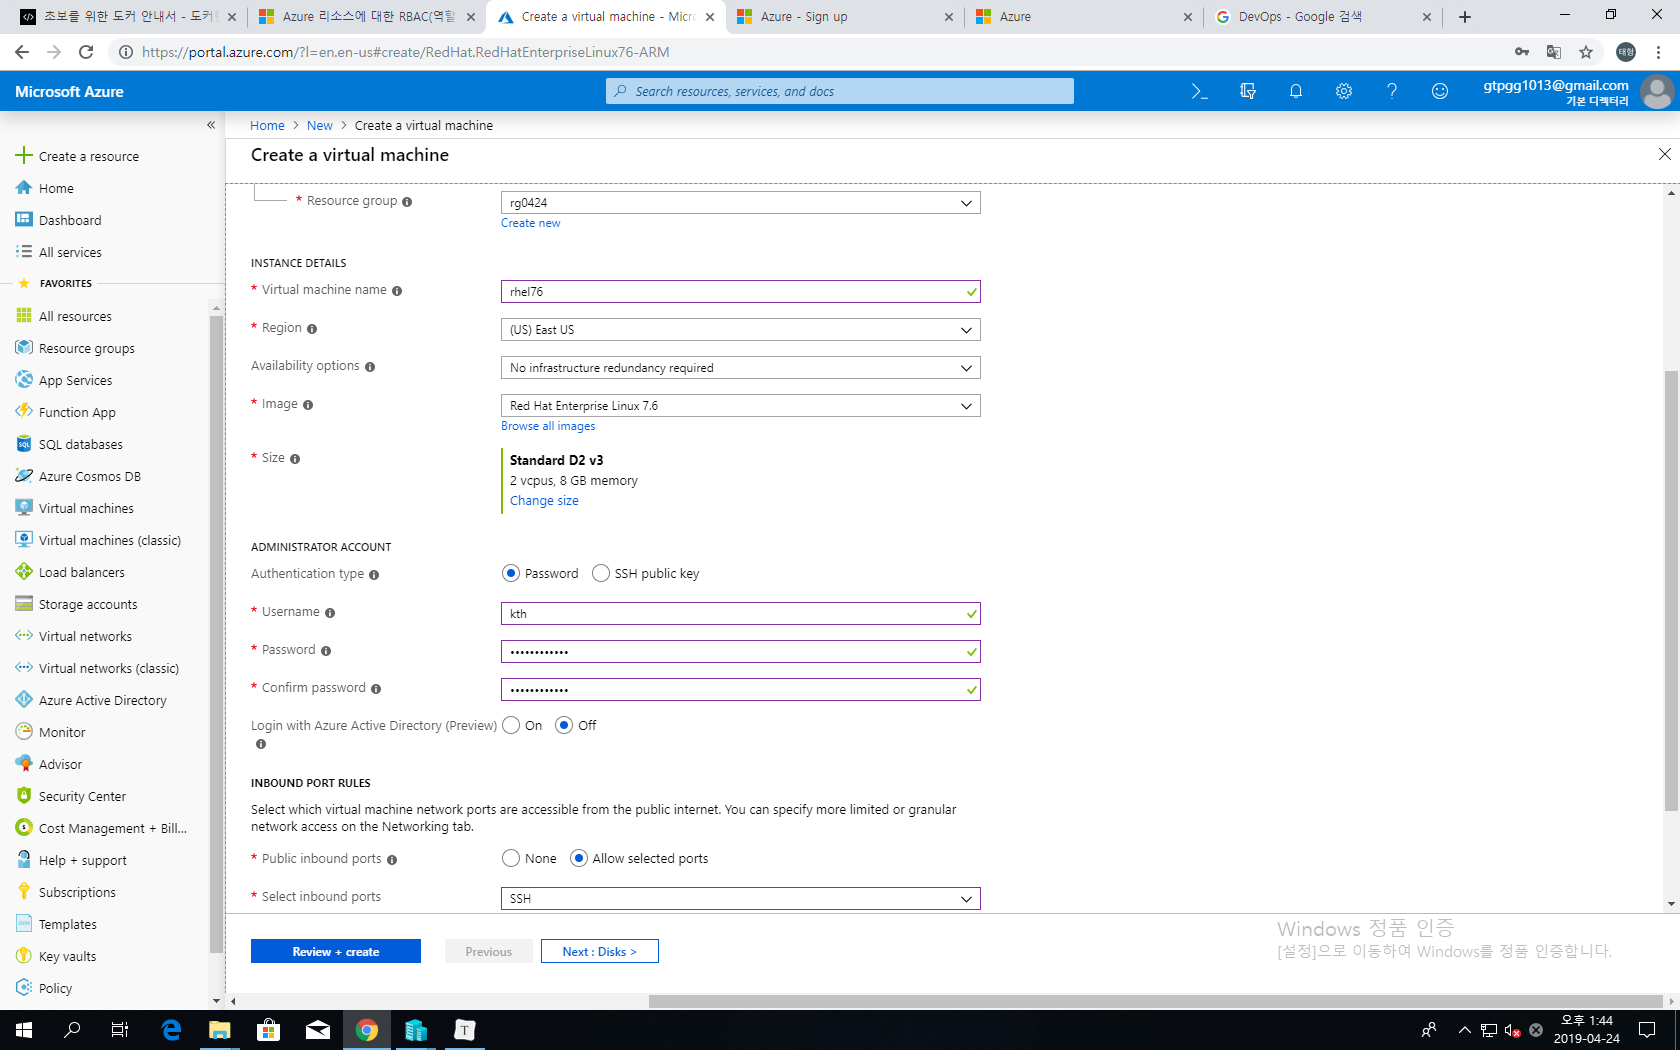 초보를 위한 도커 안내서 - 도커
Azure 리소스에 대한 RBAC(역할
Create a virtual machine - Micr
Azure - Sign up
Azure
DevOps - Google 검색
https://portal.azure.com/?l=en.en-us#create/RedHat.RedHatEnterpriseLinux76-ARM
태형
Microsoft Azure
Search resources, services, and docs
gtpgg1013@gmail.com
기본 디렉터리
Home > New > Create a virtual machine
Create a virtual machine
Create a resource
Home
Dashboard
All services
FAVORITES
All resources
Resource groups
App Services
Function App
SQL databases
Azure Cosmos DB
Virtual machines
Virtual machines (classic)
Load balancers
Storage accounts
Virtual networks
Virtual networks (classic)
Azure Active Directory
Monitor
Advisor
Security Center
Cost Management + Bill...
Help + support
Subscriptions
Templates
Key vaults
Policy
* Resource group
rg0424
Create new
INSTANCE DETAILS
* Virtual machine name
rhel76
* Region
(US) East US
Availability options
No infrastructure redundancy required
* Image
Red Hat Enterprise Linux 7.6
Browse all images
* Size
Standard D2 v3
2 vcpus, 8 GB memory
Change size
ADMINISTRATOR ACCOUNT
Authentication type
Password SSH public key
* Username
kth
* Password
••••••••••••
* Confirm password
••••••••••••
Login with Azure Active Directory (Preview)
On Off
INBOUND PORT RULES
Select which virtual machine network ports are accessible from the public internet. You can specify more limited or granular
network access on the Networking tab.
* Public inbound ports
None Allow selected ports
* Select inbound ports
SSH
Review + create
Previous
Next : Disks >
Windows 정품 인증
[설정]으로 이동하여 Windows를 정품 인증합니다.
오후 1:44
2019-04-24